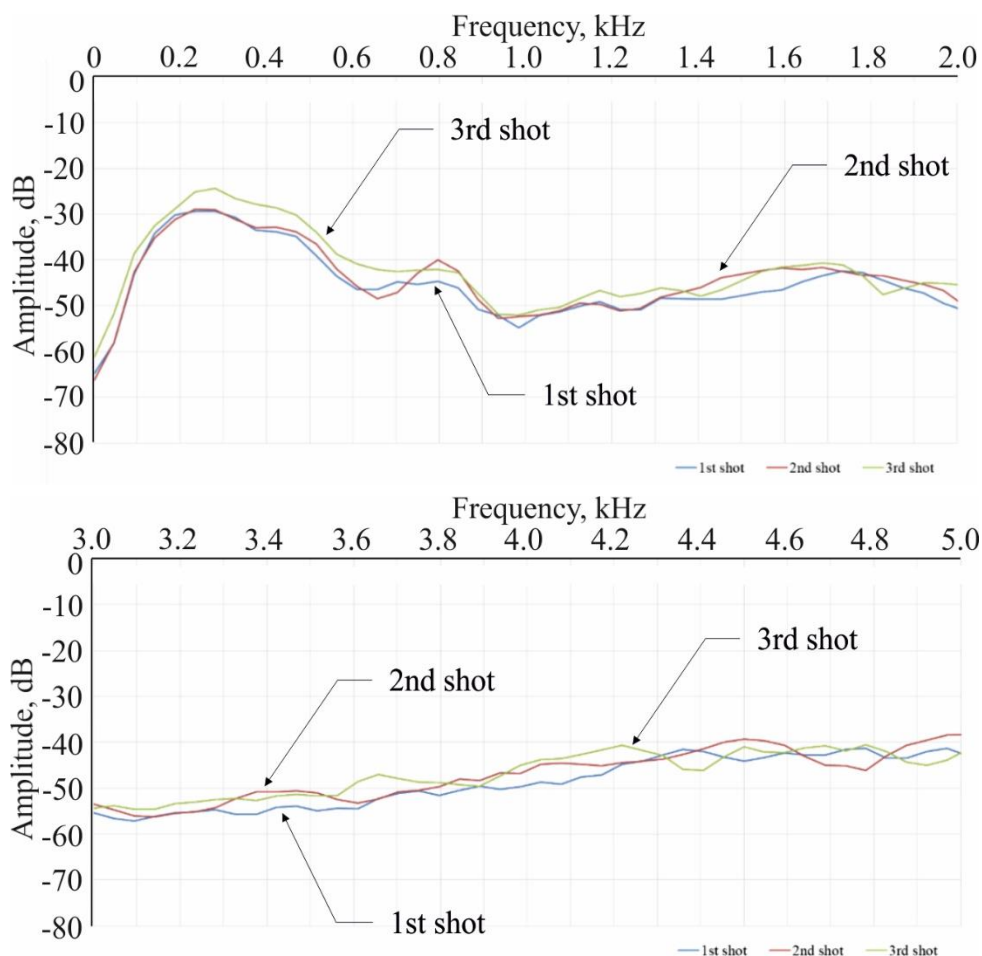 Frequency, kHz
0 0.2 0.4 0.6 0.8 1.0 1.2 1.4 1.6 1.8 2.0
Amplitude, dB
0
-10
-20
-30
-40
-50
-60
-70
-80
3rd shot
2nd shot
1st shot
1st shot 2nd shot 3rd shot
Frequency, kHz
3.0 3.2 3.4 3.6 3.8 4.0 4.2 4.4 4.6 4.8 5.0
Amplitude, dB
0
-10
-20
-30
-40
-50
-60
-70
-80
3rd shot
2nd shot
1st shot
1st shot 2nd shot 3rd shot